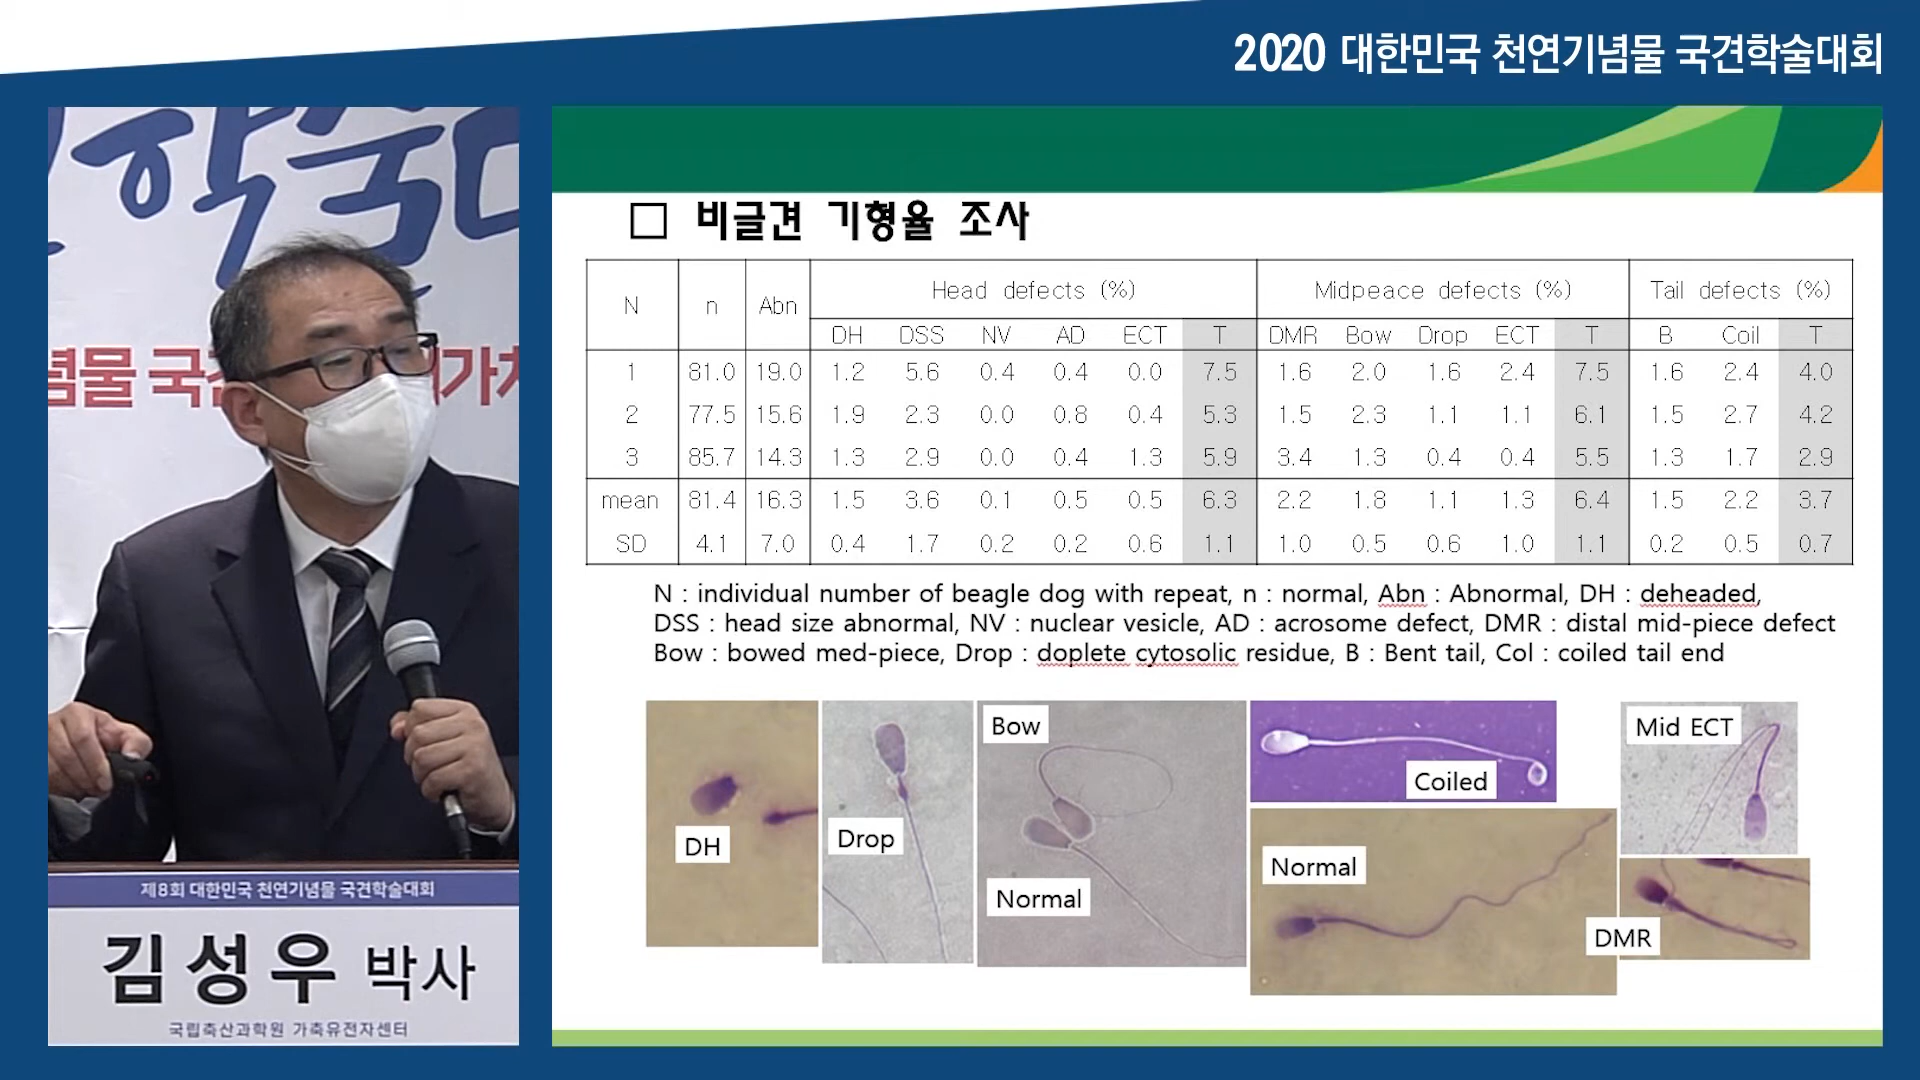 2020 대한민국 천연기념물 국견학술대회
학술대
념물 국견
가치
제8회 대한민국 천연기념물 국견학술대회
김성우 박사
국립축산과학원 가축유전자센터
□ 비글견 기형율 조사
N n Abn Head defects (%) Midpeace defects (%) Tail defects (%)
DH DSS NV AD ECT T DMR Bow Drop ECT T B Coil T
1 81.0 19.0 1.2 5.6 0.4 0.4 0.0 7.5 1.6 2.0 1.6 2.4 7.5 1.6 2.4 4.0
2 77.5 15.6 1.9 2.3 0.0 0.8 0.4 5.3 1.5 2.3 1.1 1.1 6.1 1.5 2.7 4.2
3 85.7 14.3 1.3 2.9 0.0 0.4 1.3 5.9 3.4 1.3 0.4 0.4 5.5 1.3 1.7 2.9
mean 81.4 16.3 1.5 3.6 0.1 0.5 0.5 6.3 2.2 1.8 1.1 1.3 6.4 1.5 2.2 3.7
SD 4.1 7.0 0.4 1.7 0.2 0.2 0.6 1.1 1.0 0.5 0.6 1.0 1.1 0.2 0.5 0.7
N : individual number of beagle dog with repeat, n : normal, Abn : Abnormal, DH : deheaded,
DSS : head size abnormal, NV : nuclear vesicle, AD : acrosome defect, DMR : distal mid-piece defect
Bow : bowed med-piece, Drop : doplete cytosolic residue, B : Bent tail, Col : coiled tail end
DH
Drop
Bow
Normal
Coiled
Normal
Mid ECT
DMR